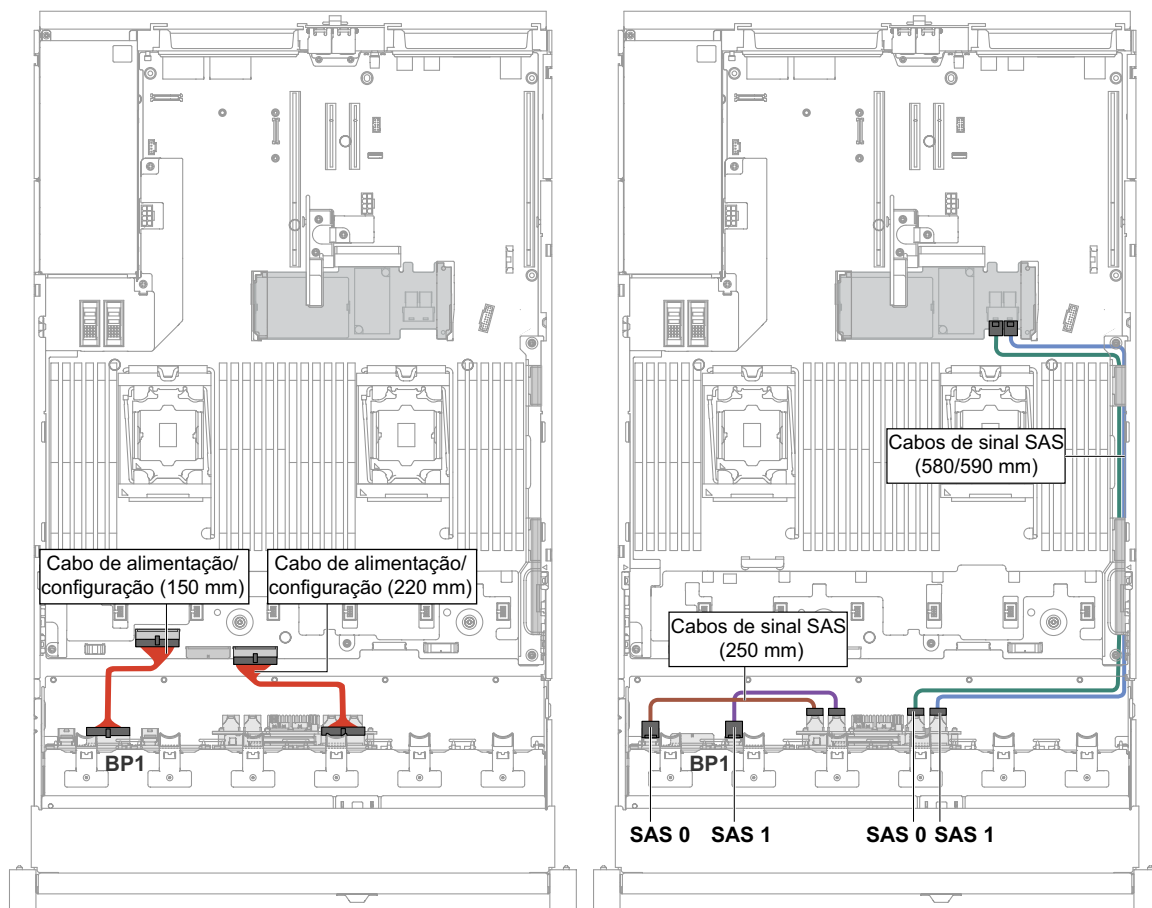 Cabo de alimentação/
configuração (150 mm)
Cabo de alimentação/
configuração (220 mm)
BP1
Cabos de sinal SAS
(580/590 mm)
Cabos de sinal SAS
(250 mm)
BP1
SAS 0
SAS 1
SAS 0
SAS 1